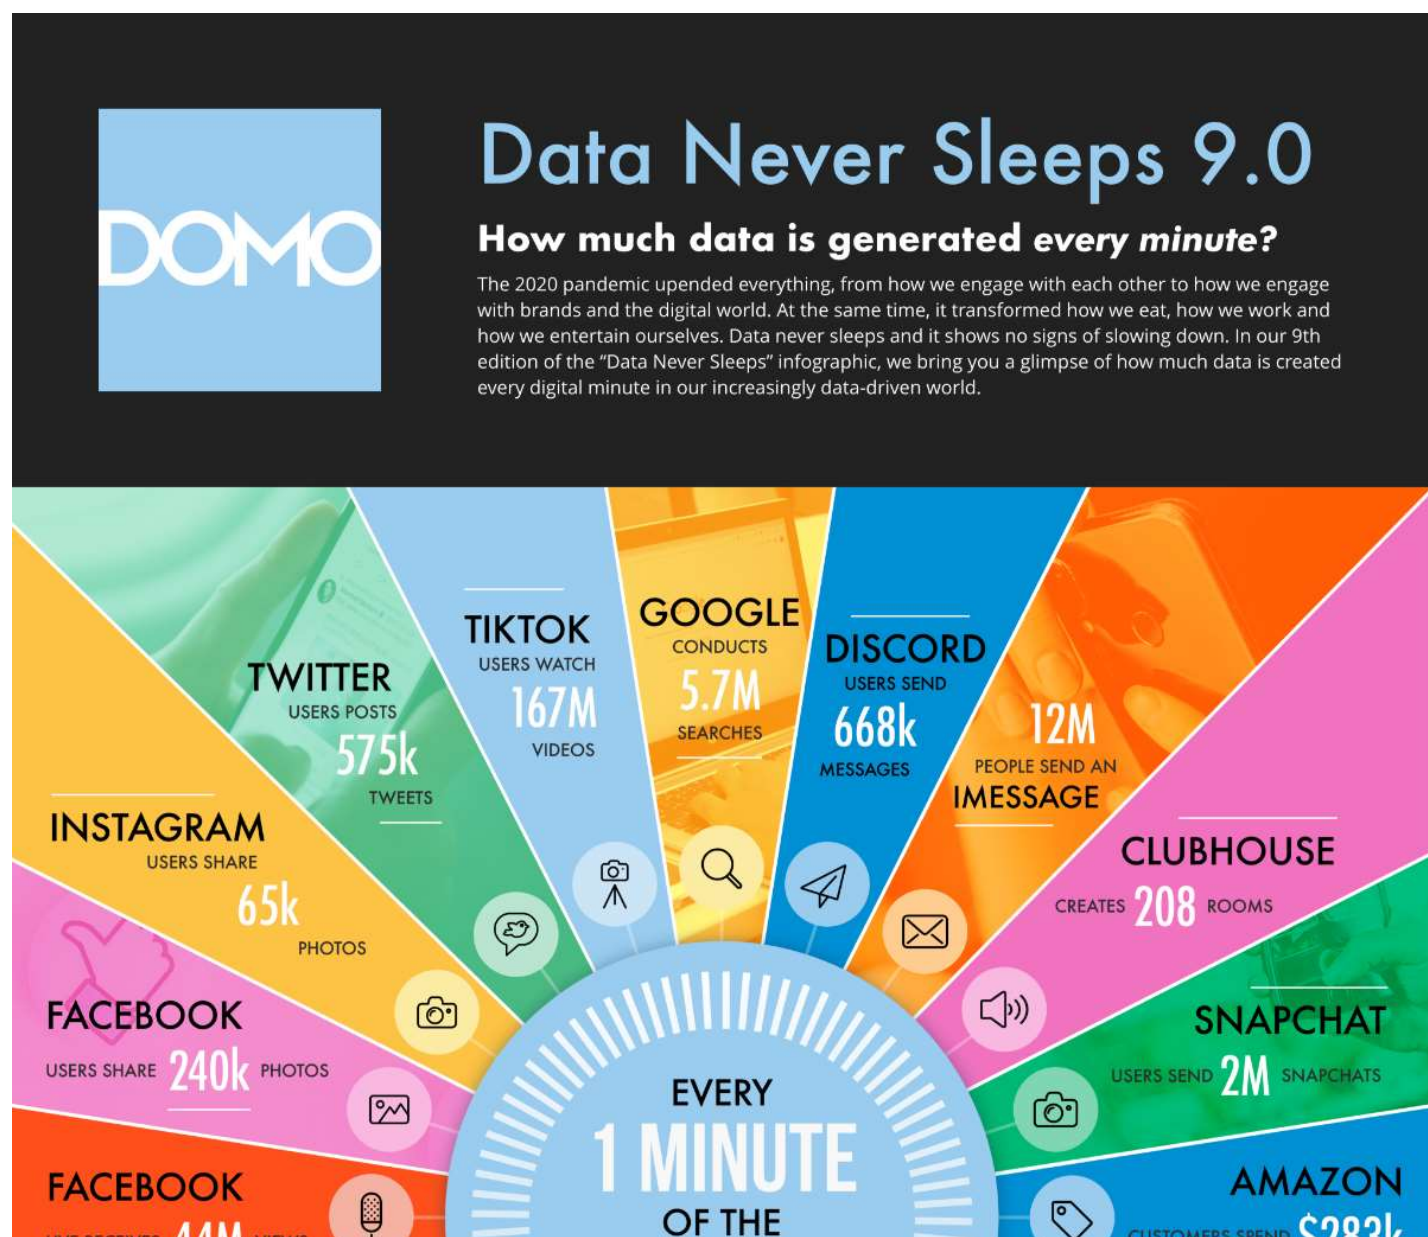 DOMO
Data Never Sleeps 9.0
How much data is generated every minute?
The 2020 pandemic upended everything, from how we engage with each other to how we engage
with brands and the digital world. At the same time, it transformed how we eat, how we work and
how we entertain ourselves. Data never sleeps and it shows no signs of slowing down. In our 9th
edition of the “Data Never Sleeps” infographic, we bring you a glimpse of how much data is created
every digital minute in our increasingly data-driven world.
FACEBOOK
44M
FACEBOOK
USERS SHARE 240k PHOTOS
INSTAGRAM
USERS SHARE
65k
PHOTOS
TWITTER
USERS POSTS
575k
TWEETS
TIKTOK
USERS WATCH
167M
VIDEOS
GOOGLE
CONDUCTS
5.7M
SEARCHES
DISCORD
USERS SEND
668k
MESSAGES
12M
PEOPLE SEND AN
IMESSAGE
CLUBHOUSE
CREATES 208 ROOMS
SNAPCHAT
USERS SEND 2M SNAPCHATS
AMAZON
CUSTOMERS SPEND $283k
EVERY
1 MINUTE
OF THE